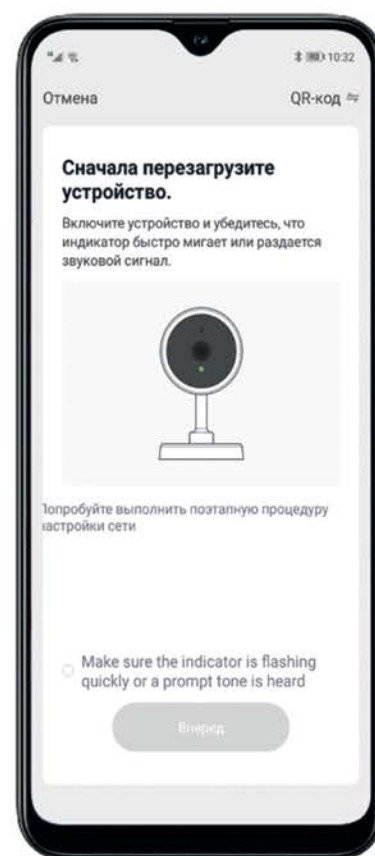 10:32
Отмена
QR-код
Сначала перезагрузите
устройство.
Включите устройство и убедитесь, что
индикатор быстро мигает или раздается
звуковой сигнал.
Попробуйте выполнить поэтапную процедуру
настройки сети
Make sure the indicator is flashing
quickly or a prompt tone is heard
Вперед